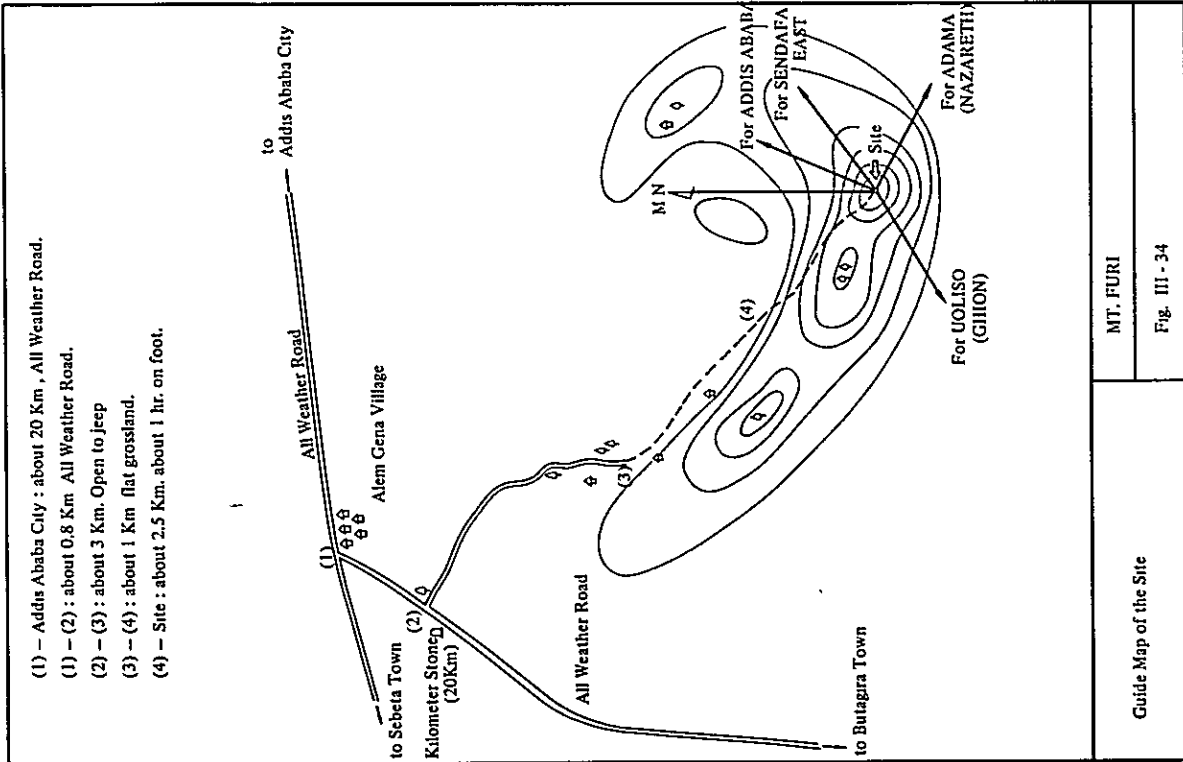 (1) – Addis Ababa City : about 20 Km, All Weather Road.
(1) – (2) : about 0.8 Km All Weather Road.
(2) – (3) : about 3 Km. Open to jeep
(3) – (4) : about 1 Km flat grossland.
(4) – Site : about 2.5 Km. about 1 hr. on foot.
to
Addis Ababa City
All Weather Road
Alem Gena Village
(1)
(2)
to Sebeta Town
Kilometer Stone
(20Km)
All Weather Road
to Butagira Town
(3)
(4)
M N
For ADDIS ABABA
For SENDAFA
EAST
Site
For ADAMA
(NAZARETH)
For UOLISO
(GHION)
Guide Map of the Site
MT. FURI
Fig. III - 34